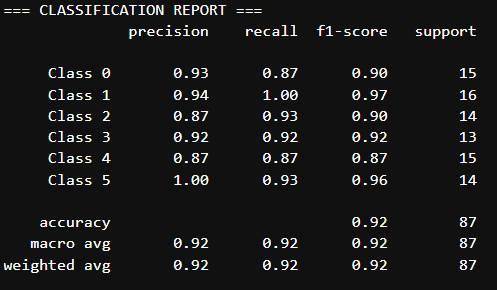 === CLASSIFICATION REPORT ===
precision recall f1-score support
Class 0 0.93 0.87 0.90 15
Class 1 0.94 1.00 0.97 16
Class 2 0.87 0.93 0.90 14
Class 3 0.92 0.92 0.92 13
Class 4 0.87 0.87 0.87 15
Class 5 1.00 0.93 0.96 14
accuracy 0.92 87
macro avg 0.92 0.92 0.92 87
weighted avg 0.92 0.92 0.92 87